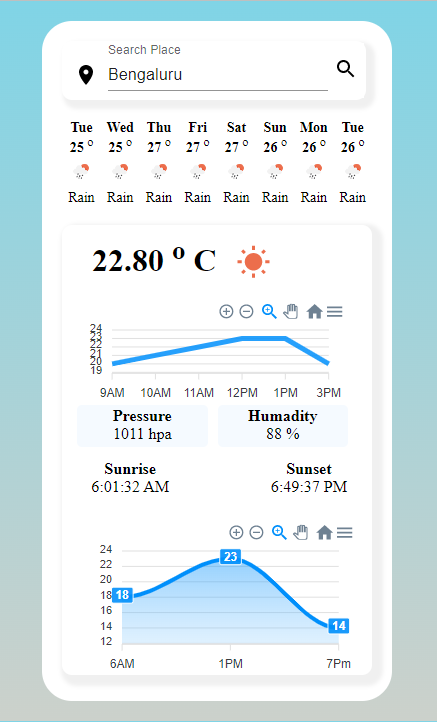 Search Place
Bengaluru
Tue Wed Thu Fri Sat Sun Mon Tue
25 o 26 o 27 o 27 o 27 o 26 o 26 o 26 o
Rain Rain Rain Rain Rain Rain Rain Rain
22.80 o C
24
23
22
21
20
19
9AM 10AM 11AM 12PM 1PM 3PM
Pressure Humadity
1011 hpa 88 %
Sunrise Sunset
6:01:32 AM 6:49:37 PM
24
22
20
18
16
14
12
18 23 14
6AM 1PM 7Pm